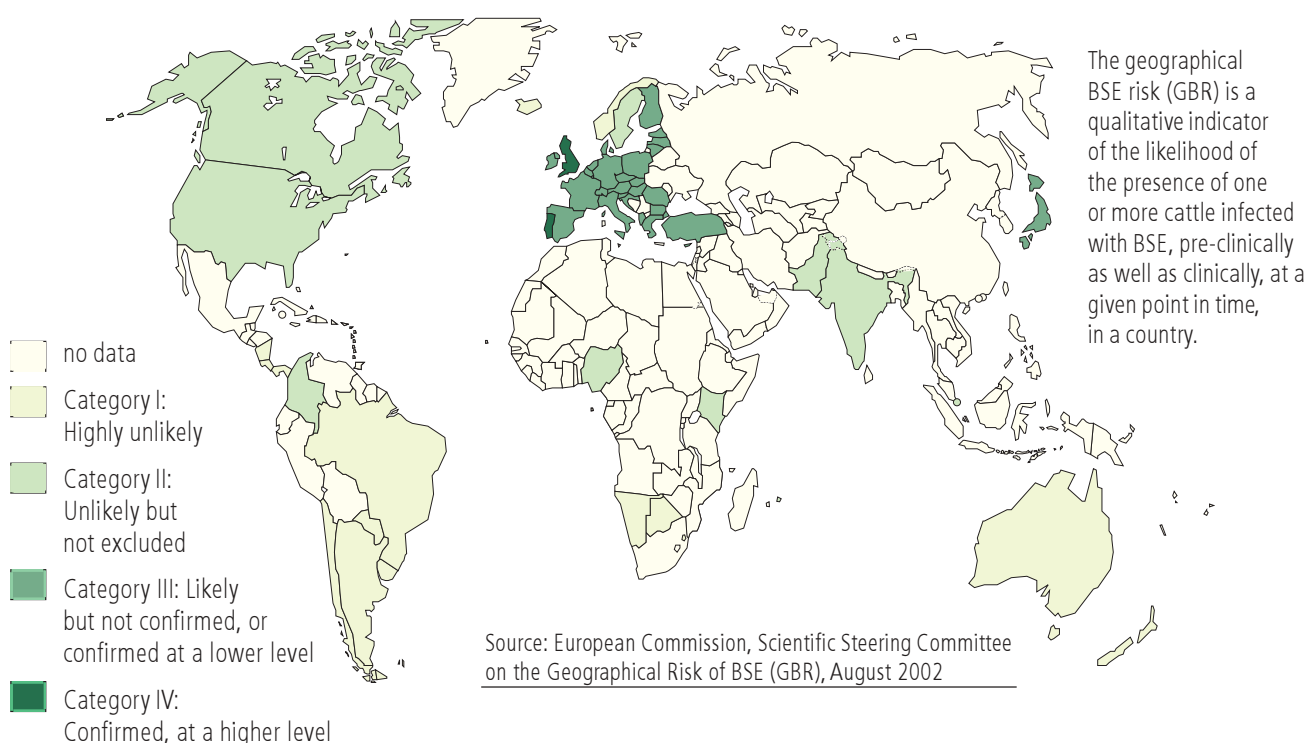 The geographical
BSE risk (GBR) is a
qualitative indicator
of the likelihood of
the presence of one
or more cattle infected
with BSE, pre-clinically
as well as clinically, at a
given point in time,
in a country.
no data
Category I:
Highly unlikely
Category II:
Unlikely but
not excluded
Category III: Likely
but not confirmed, or
confirmed at a lower level
Category IV:
Confirmed, at a higher level
Source: European Commission, Scientific Steering Committee
on the Geographical Risk of BSE (GBR), August 2002